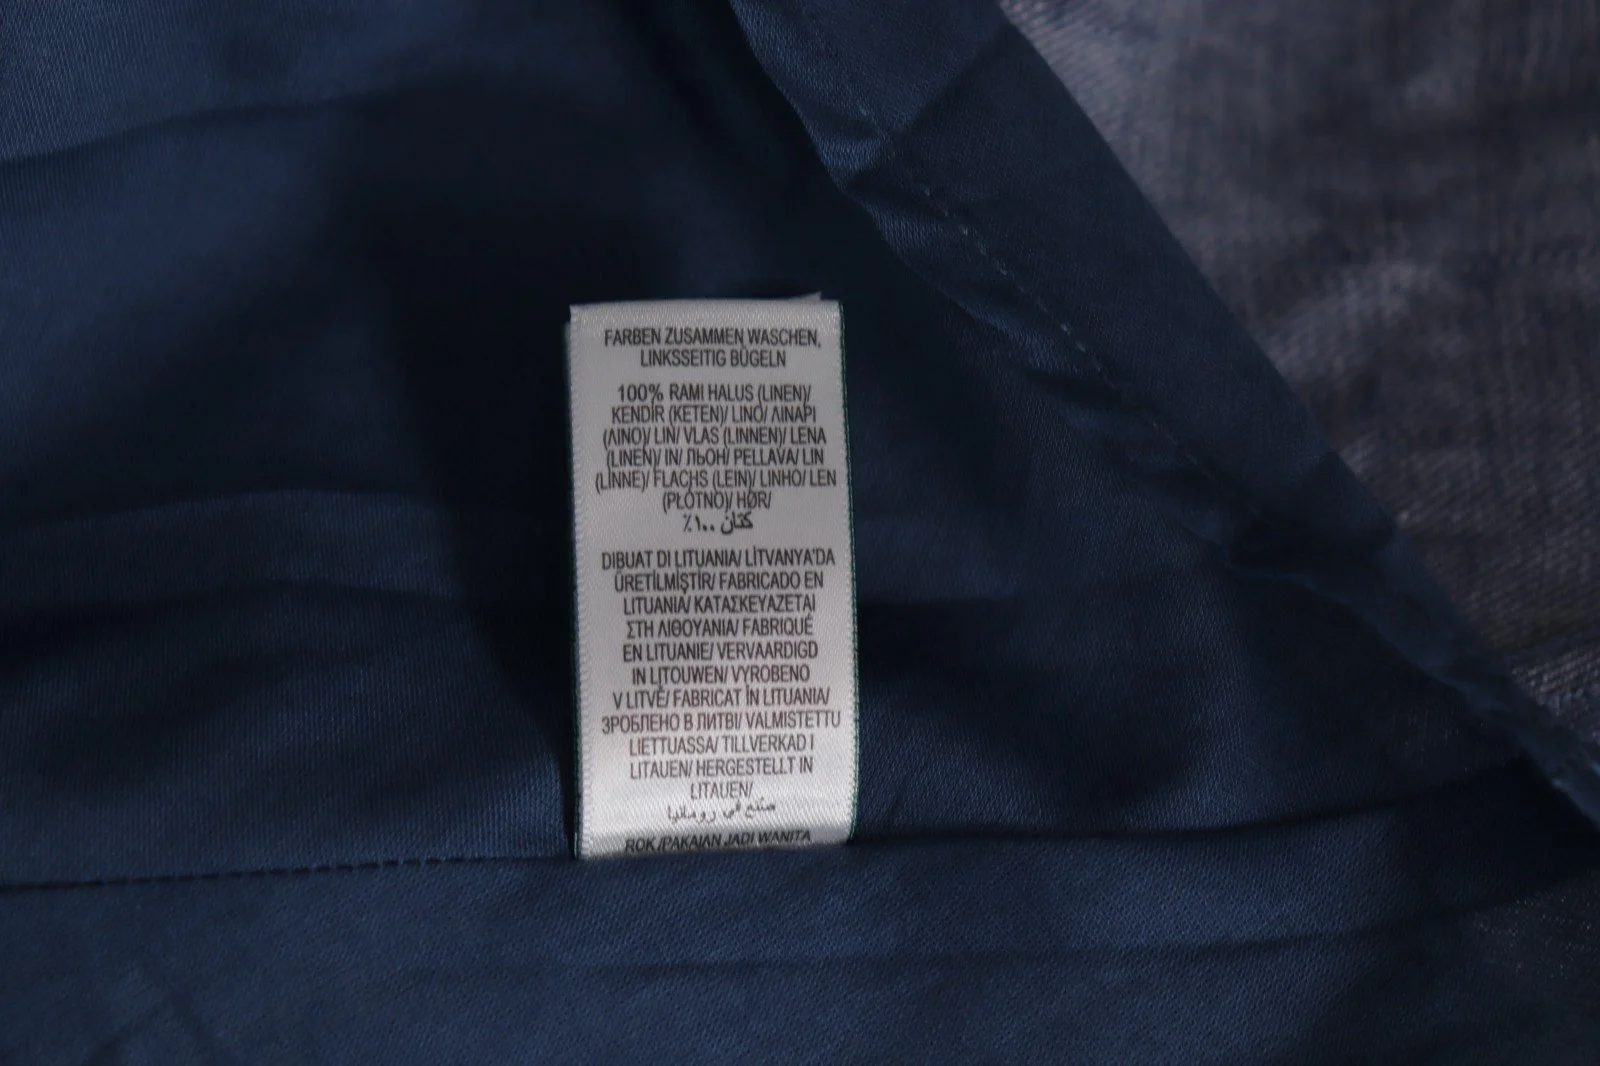 FARBEN ZUSAMMEN WASCHEN,
LINKSSEITIG BÜGELN
100% RAMI HALUS (LINEN)/
KENDİR (KETEN)/ LINO/ ΛΙΝΑΡΙ
(ΛΙΝΟ)/ LIN/ VLAS (LINNEN)/ LENA
(LINEN)/ IN/ ЛЬОН/ PELLAVA/ LIN
(LINNE)/ FLACHS (LEIN)/ LINHO/ LEN
(PŁÓTNO)/ HØR/
كتان ١٠٠٪
DIBUAT DI LITUANIA/ LİTVANYA'DA
ÜRETİLMİŞTİR/ FABRICADO EN
LITUANIA/ ΚΑΤΑΣΚΕΥΑΖΕΤΑΙ
ΣΤΗ ΛΙΘΟΥΑΝΙΑ/ FABRIQUÉ
EN LITUANIE/ VERVAARDIGD
IN LITOUWEN/ VYROBENO
V LITVĚ/ FABRICAT ÎN LITUANIA/
ЗРОБЛЕНО В ЛИТВІ/ VALMISTETTU
LIETTUASSA/ TILLVERKAD I
LITAUEN/ HERGESTELLT IN
LITAUEN/
صنع في رومانيا
ROK /PAKAIAN JADI WANITA